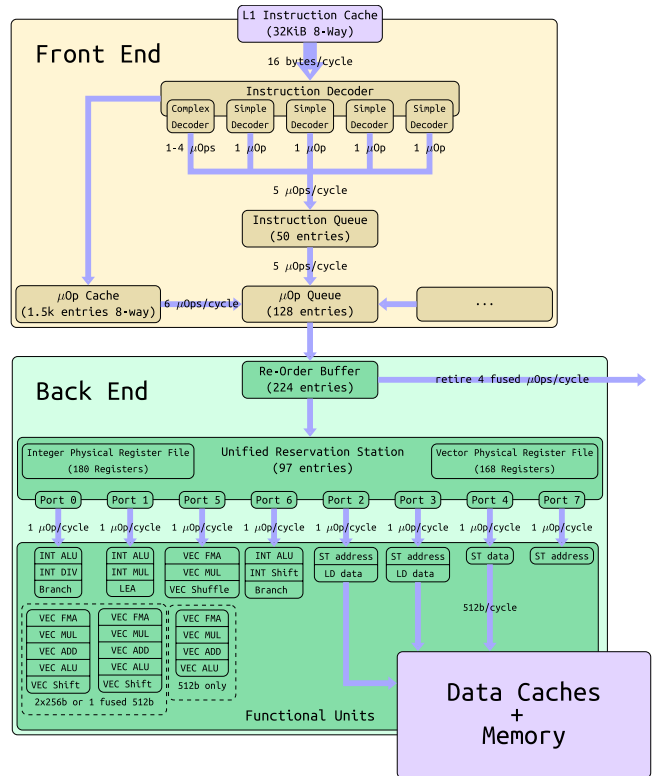 L1 Instruction Cache
(32KiB 8-Way)
Front End
16 bytes/cycle
Instruction Decoder
Complex Decoder
Simple Decoder
Simple Decoder
Simple Decoder
Simple Decoder
1-4 μOps
1 μOp
1 μOp
1 μOp
1 μOp
5 μOps/cycle
Instruction Queue
(50 entries)
5 μOps/cycle
μOp Cache
(1.5k entries 8-way)
6 μOps/cycle
μOp Queue
(128 entries)
...
Back End
Re-Order Buffer
(224 entries)
retire 4 fused μOps/cycle
Integer Physical Register File
(180 Registers)
Unified Reservation Station
(97 entries)
Vector Physical Register File
(168 Registers)
Port 0
Port 1
Port 5
Port 6
Port 2
Port 3
Port 4
Port 7
1 μOp/cycle
1 μOp/cycle
1 μOp/cycle
1 μOp/cycle
1 μOp/cycle
1 μOp/cycle
1 μOp/cycle
1 μOp/cycle
INT ALU
INT DIV
Branch
INT ALU
INT MUL
LEA
VEC FMA
VEC MUL
VEC Shuffle
INT ALU
INT Shift
Branch
ST address
LD data
ST address
LD data
ST data
ST address
VEC FMA
VEC MUL
VEC ADD
VEC ALU
VEC Shift
VEC FMA
VEC MUL
VEC ADD
VEC ALU
VEC Shift
2x256b or 1 fused 512b
VEC FMA
VEC MUL
VEC ADD
VEC ALU
512b only
512b/cycle
Functional Units
Data Caches
+
Memory